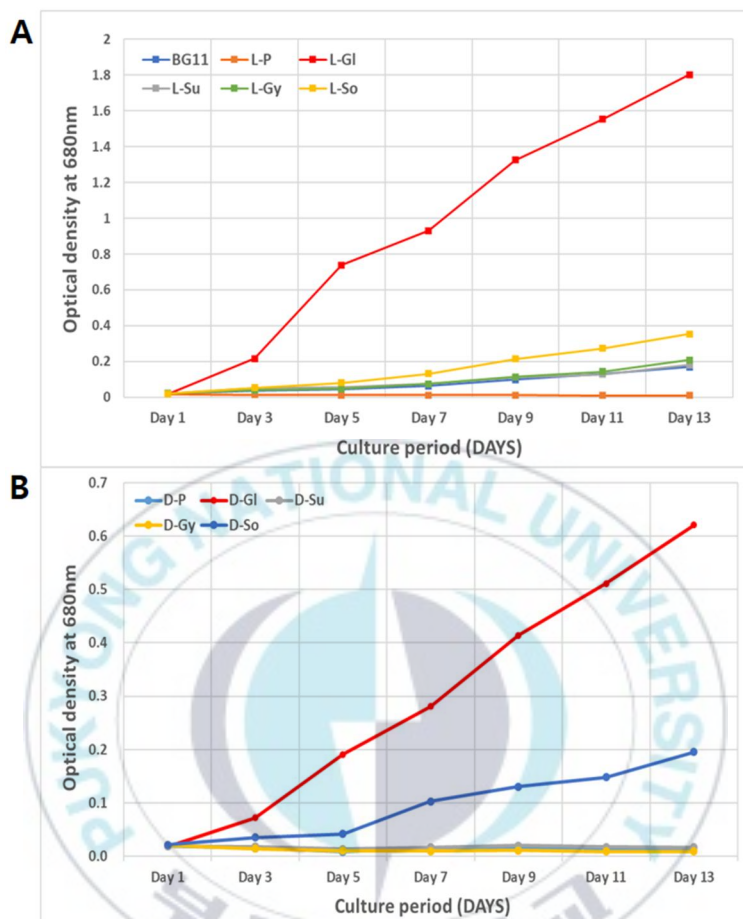 A
2
1.8
1.6
1.4
1.2
1
0.8
0.6
0.4
0.2
0
Optical density at 680nm
BG11 L-P L-Gl
L-Su L-Gy L-So
Day 1 Day 3 Day 5 Day 7 Day 9 Day 11 Day 13
Culture period (DAYS)
B
0.7
0.6
0.5
0.4
0.3
0.2
0.1
0.0
Optical density at 680nm
D-P D-Gl D-Su
D-Gy D-So
Day 1 Day 3 Day 5 Day 7 Day 9 Day 11 Day 13
Culture period (DAYS)
PUKYONG NATIONAL UNIVERSITY